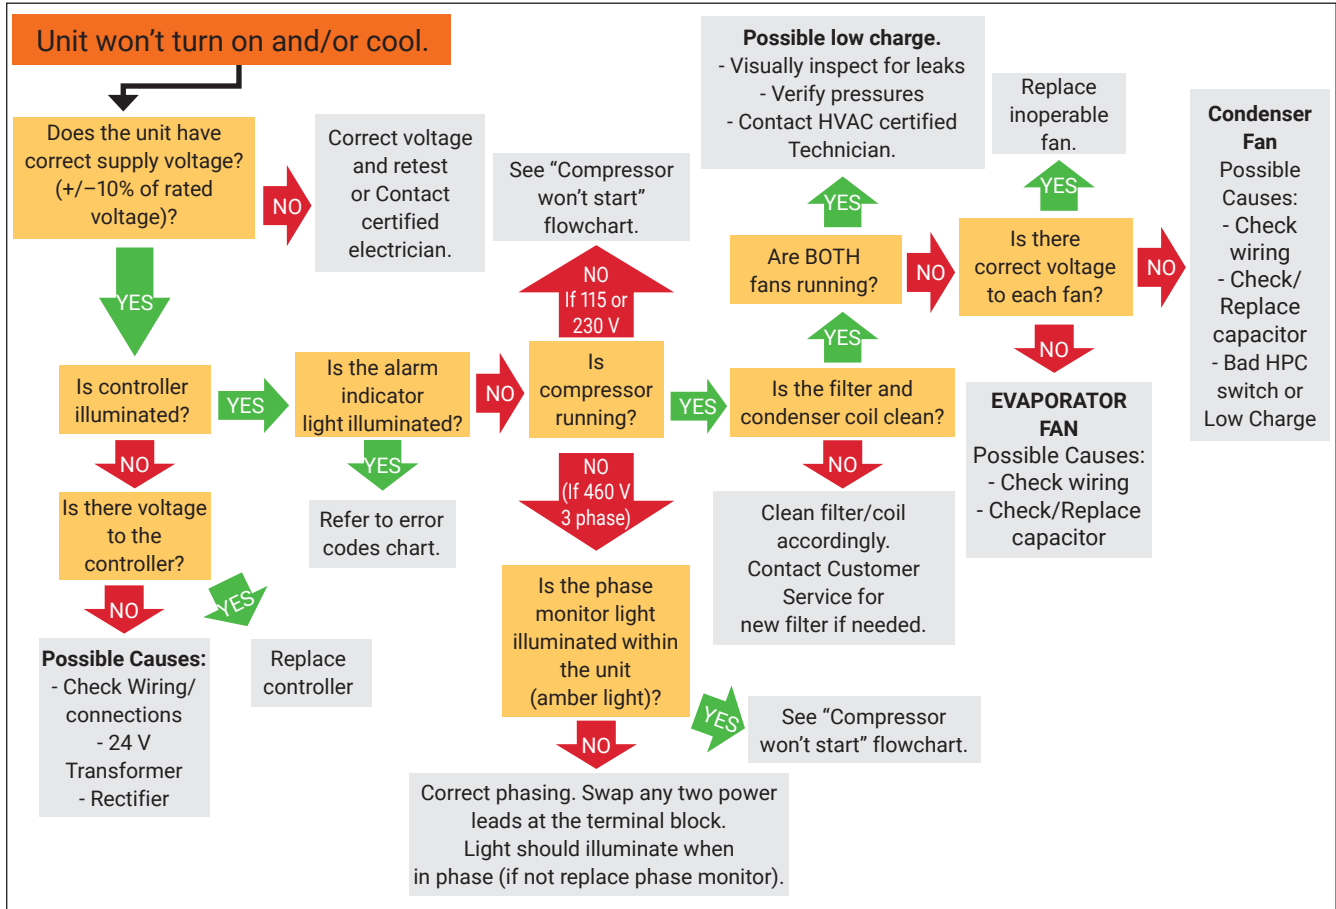 Unit won’t turn on and/or cool.
Does the unit have
correct supply voltage?
(+/–10% of rated
voltage)?
NO
Correct voltage
and retest
or Contact
certified
electrician.
YES
Is controller
illuminated?
YES
NO
Is there voltage
to the
controller?
NO
YES
Possible Causes:
- Check Wiring/
connections
- 24 V
Transformer
- Rectifier
Replace
controller
Is the alarm
indicator
light illuminated?
NO
YES
Refer to error
codes chart.
See “Compressor
won’t start”
flowchart.
NO
If 115 or
230 V
Is
compressor
running?
YES
NO
(If 460 V
3 phase)
Is the phase
monitor light
illuminated within
the unit
(amber light)?
YES
See “Compressor
won’t start” flowchart.
NO
Correct phasing. Swap any two power
leads at the terminal block.
Light should illuminate when
in phase (if not replace phase monitor).
Possible low charge.
- Visually inspect for leaks
- Verify pressures
- Contact HVAC certified
Technician.
YES
Are BOTH
fans running?
NO
YES
Is the filter and
condenser coil clean?
NO
Clean filter/coil
accordingly.
Contact Customer
Service for
new filter if needed.
Replace
inoperable
fan.
YES
Is there
correct voltage
to each fan?
NO
NO
EVAPORATOR
FAN
Possible Causes:
- Check wiring
- Check/Replace
capacitor
Condenser
Fan
Possible
Causes:
- Check
wiring
- Check/
Replace
capacitor
- Bad HPC
switch or
Low Charge